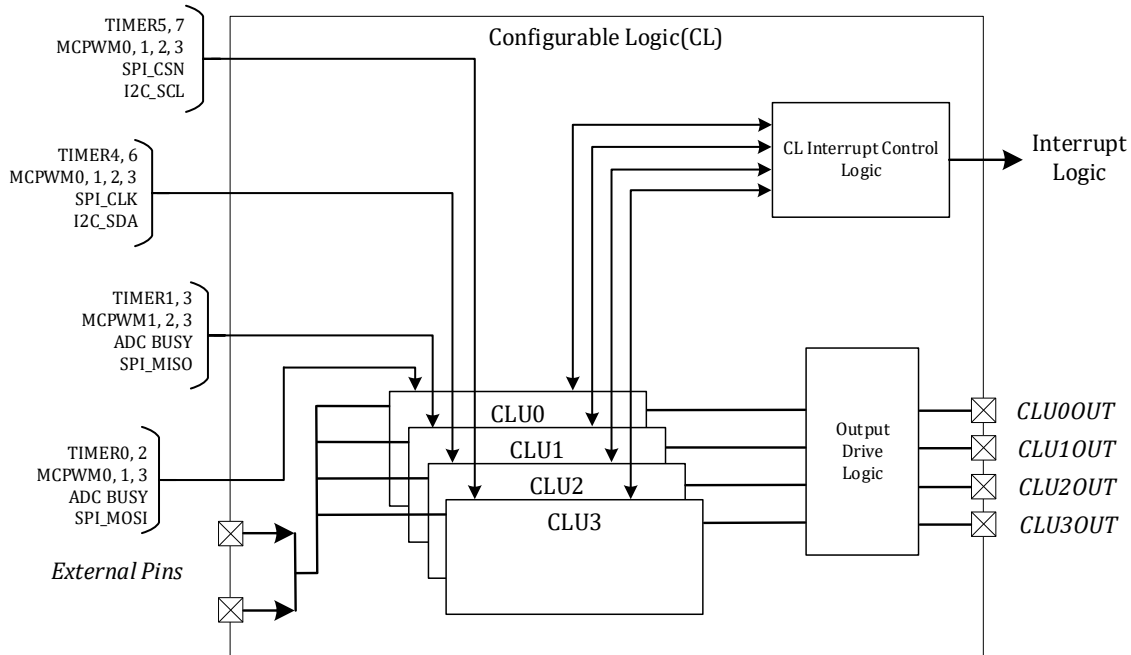 TIMER5, 7
MCPWM0, 1, 2, 3
SPI_CSN
I2C_SCL
Configurable Logic(CL)
TIMER4, 6
MCPWM0, 1, 2, 3
SPI_CLK
I2C_SDA
CL Interrupt Control
Logic
Interrupt
Logic
TIMER1, 3
MCPWM1, 2, 3
ADC BUSY
SPI_MISO
TIMER0, 2
MCPWM0, 1, 3
ADC BUSY
SPI_MOSI
External Pins
CLU0
CLU1
CLU2
CLU3
Output
Drive
Logic
CLU0OUT
CLU1OUT
CLU2OUT
CLU3OUT